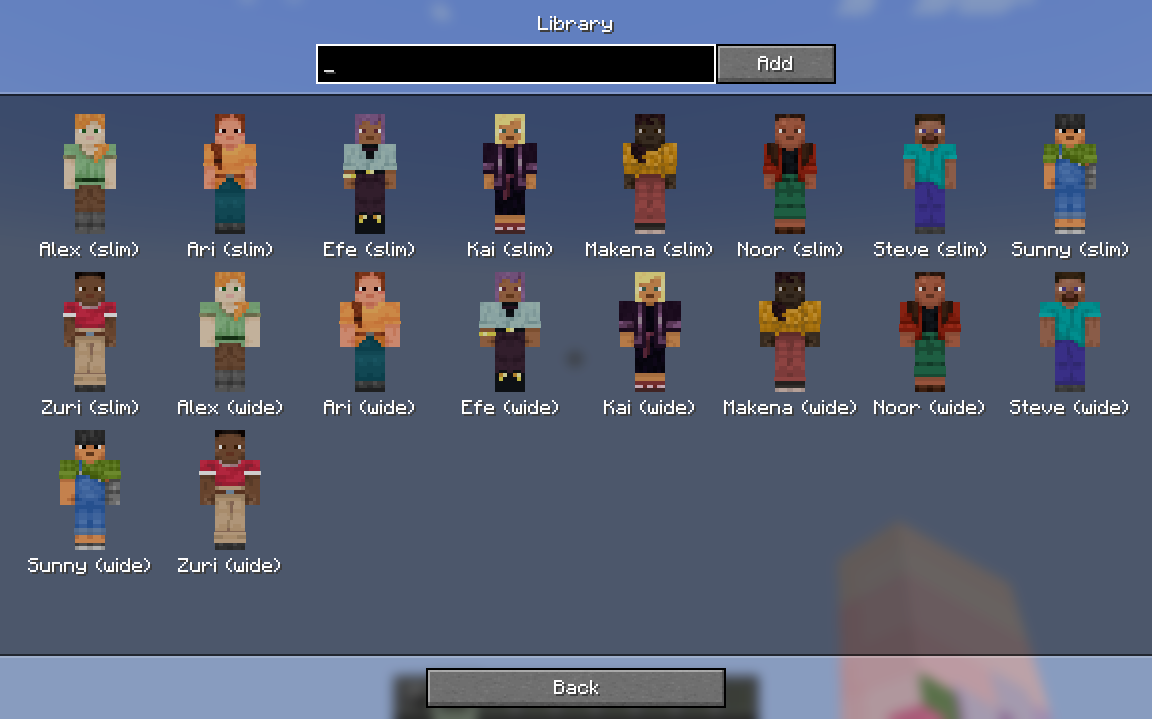 Library
_
Add
Alex (slim) Ari (slim) Efe (slim) Kai (slim) Makena (slim) Noor (slim) Steve (slim) Sunny (slim)
Zuri (slim) Alex (wide) Ari (wide) Efe (wide) Kai (wide) Makena (wide) Noor (wide) Steve (wide)
Sunny (wide) Zuri (wide)
Back